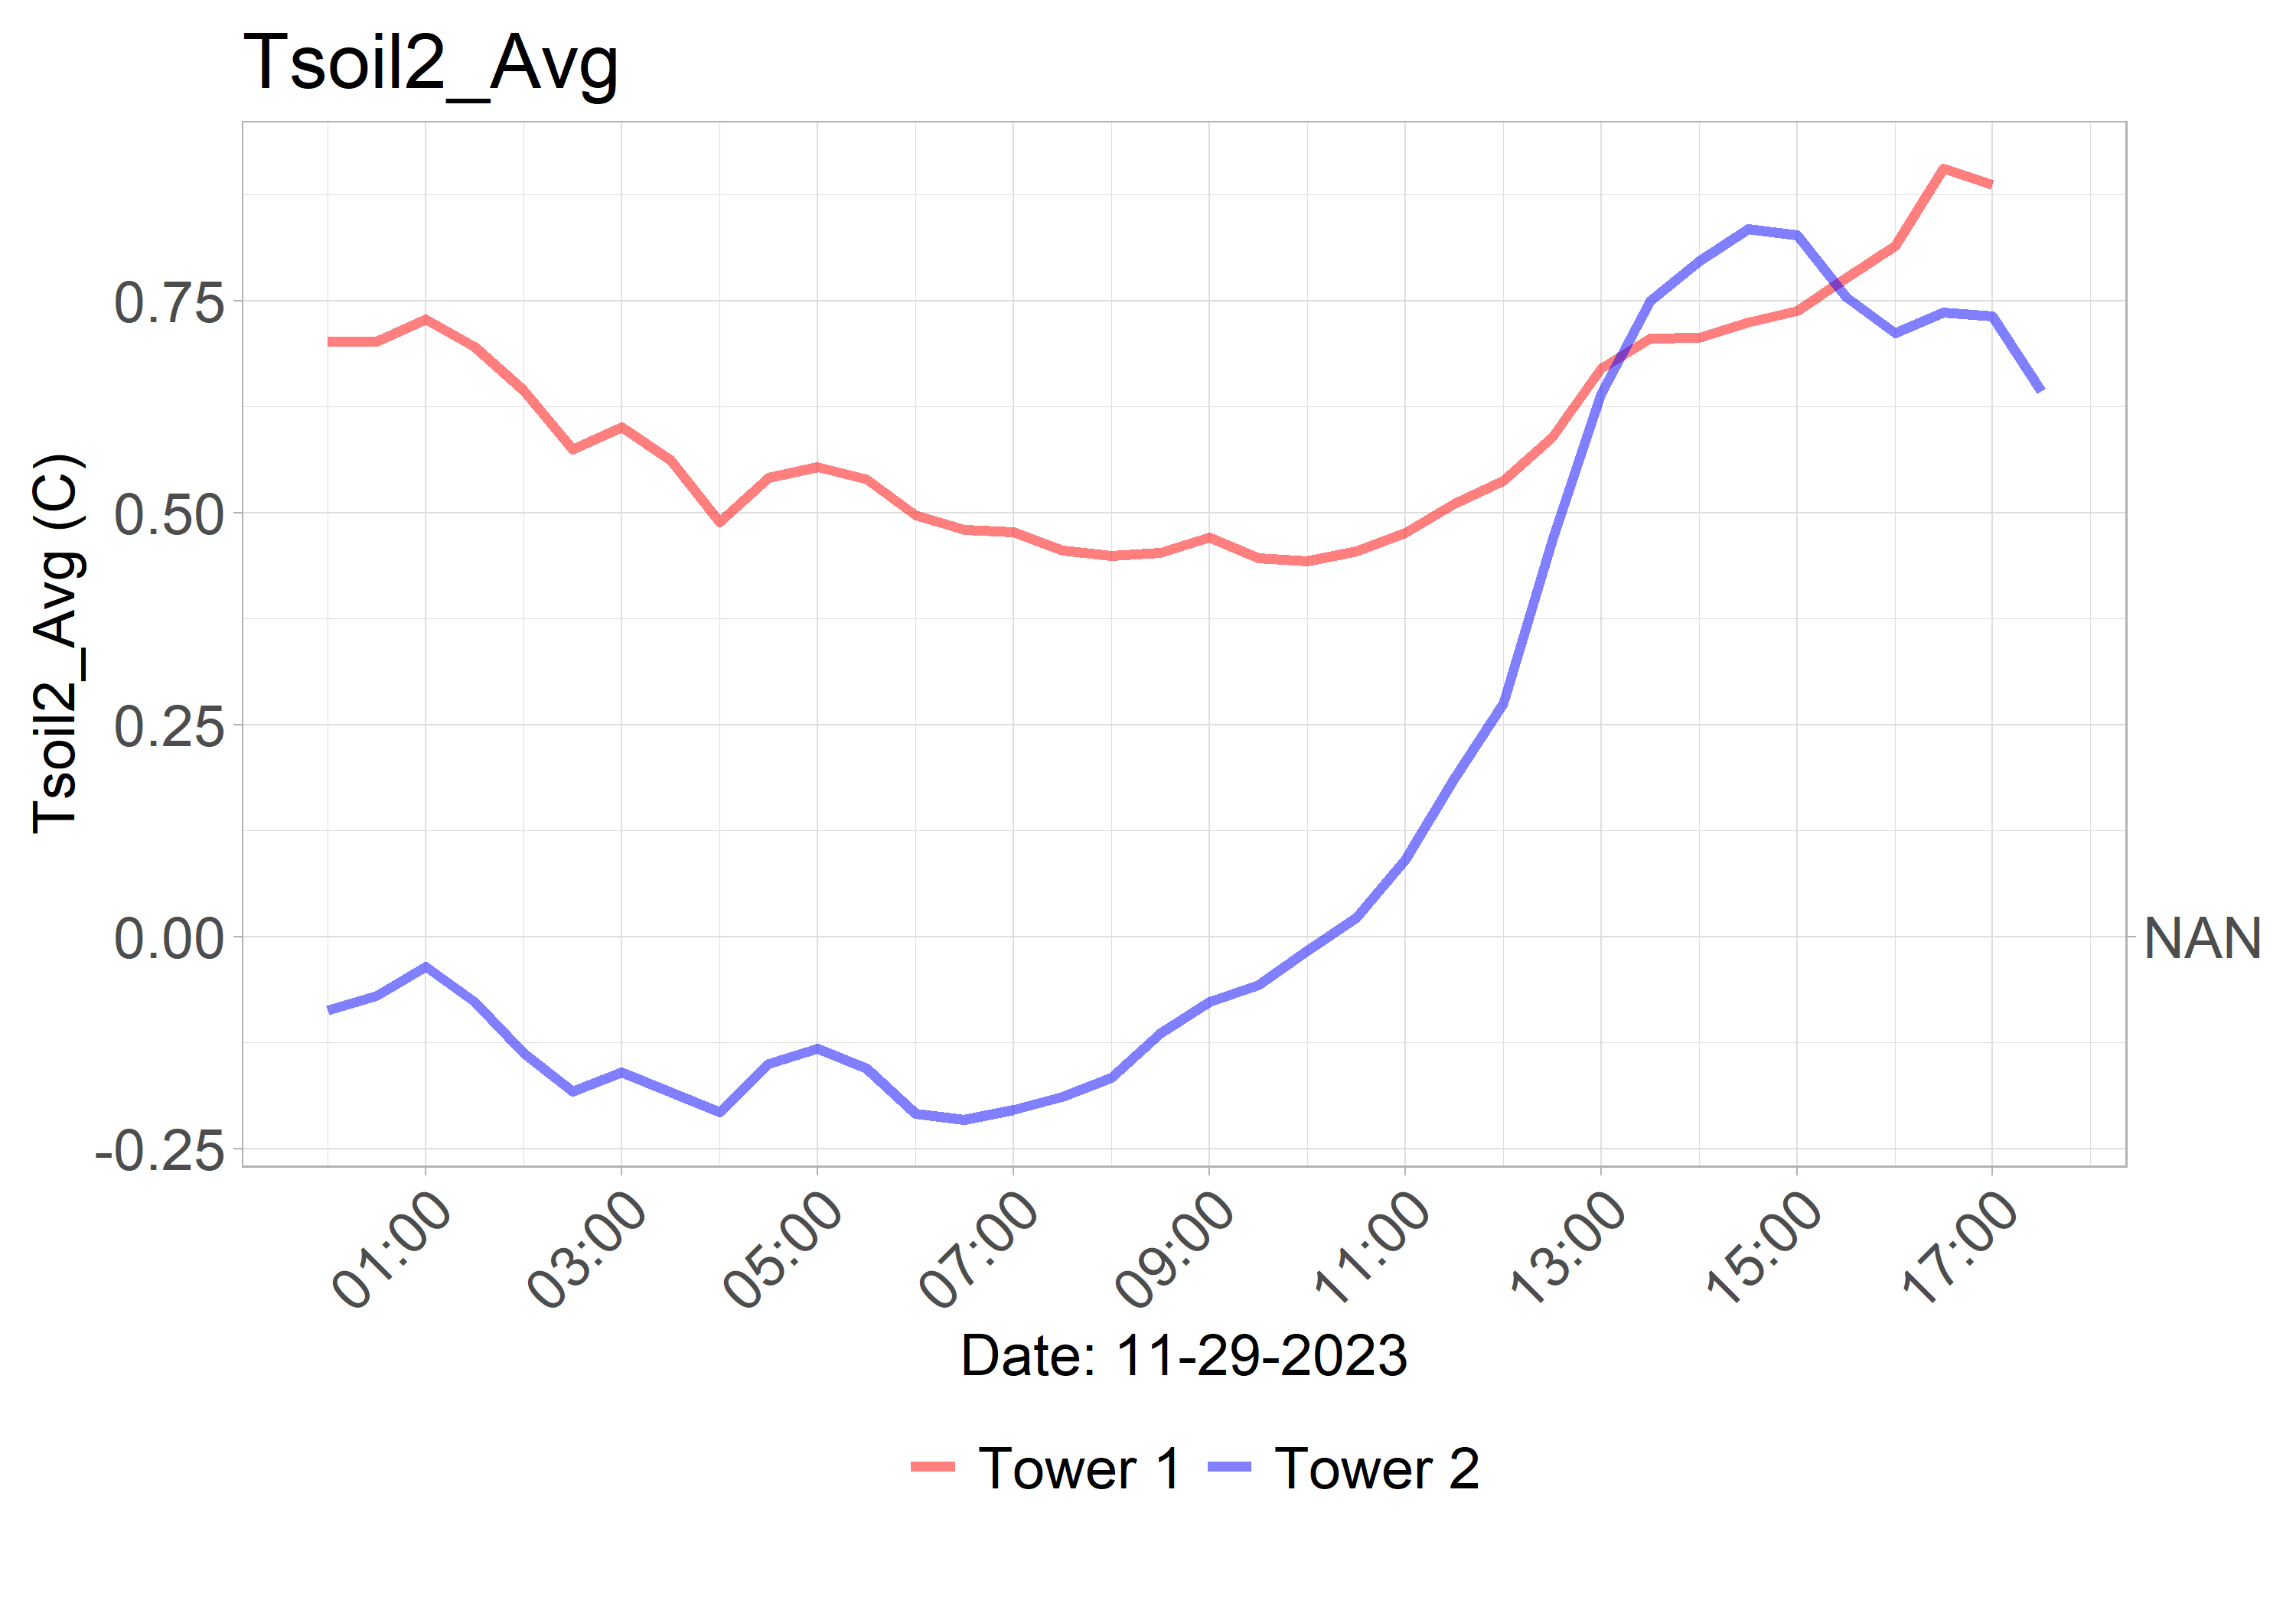 Tsoil2_Avg
Tsoil2_Avg (C)
0.75
0.50
0.25
0.00
-0.25
NAN
01:00 03:00 05:00 07:00 09:00 11:00 13:00 15:00 17:00
Date: 11-29-2023
Tower 1 Tower 2